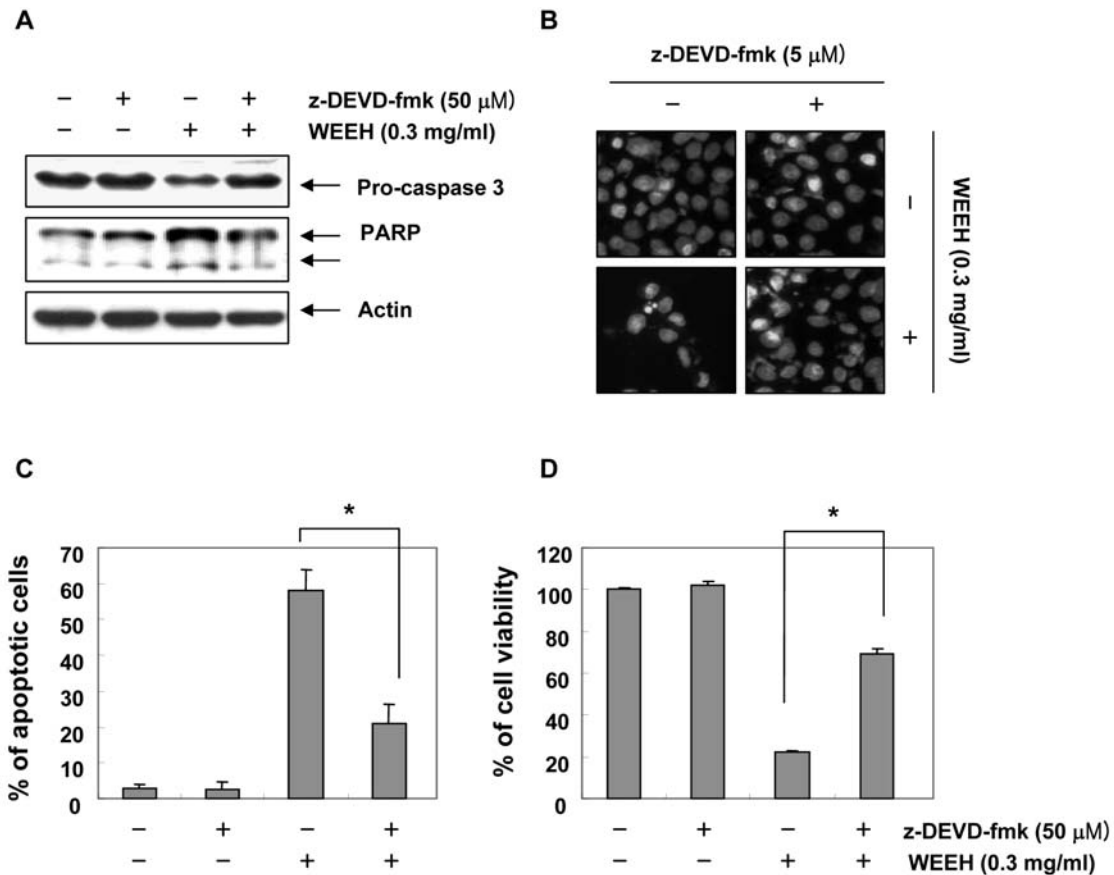 A
− + − + z-DEVD-fmk (50 μM)
− − + + WEEH (0.3 mg/ml)
Pro-caspase 3
PARP
Actin
B
z-DEVD-fmk (5 μM)
− +
−
+
WEEH (0.3 mg/ml)
C
*
% of apoptotic cells
70
60
50
40
30
20
10
0
− + − +
− − + +
D
*
% of cell viability
120
100
80
60
40
20
0
− + − + z-DEVD-fmk (50 μM)
− − + + WEEH (0.3 mg/ml)